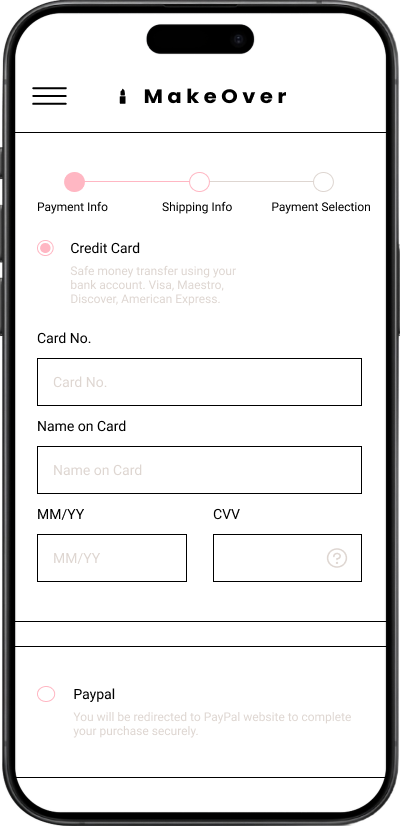 MakeOver
Payment Info
Shipping Info
Payment Selection
Credit Card
Safe money transfer using your
bank account. Visa, Maestro,
Discover, American Express.
Card No.
Card No.
Name on Card
Name on Card
MM/YY
CVV
MM/YY
?
Paypal
You will be redirected to PayPal website to complete
your purchase securely.